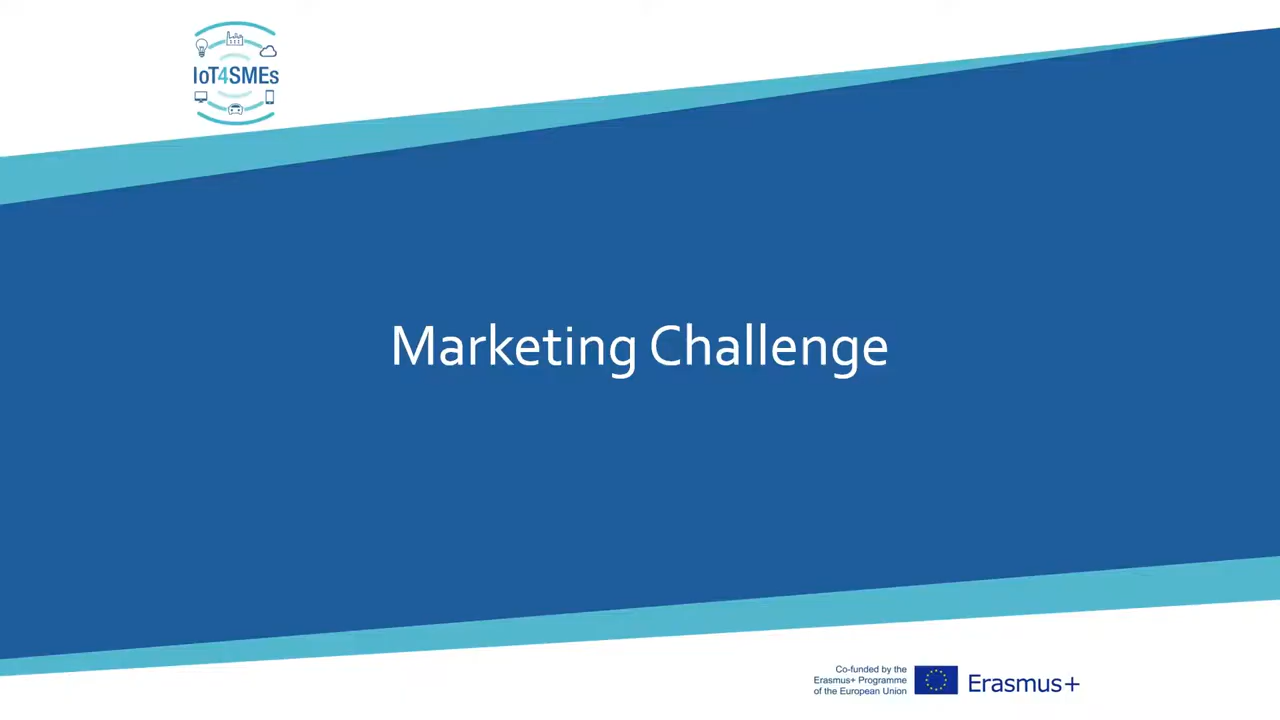 IoT4SMEs
Marketing Challenge
Co-funded by the
Erasmus+ Programme
of the European Union
Erasmus+